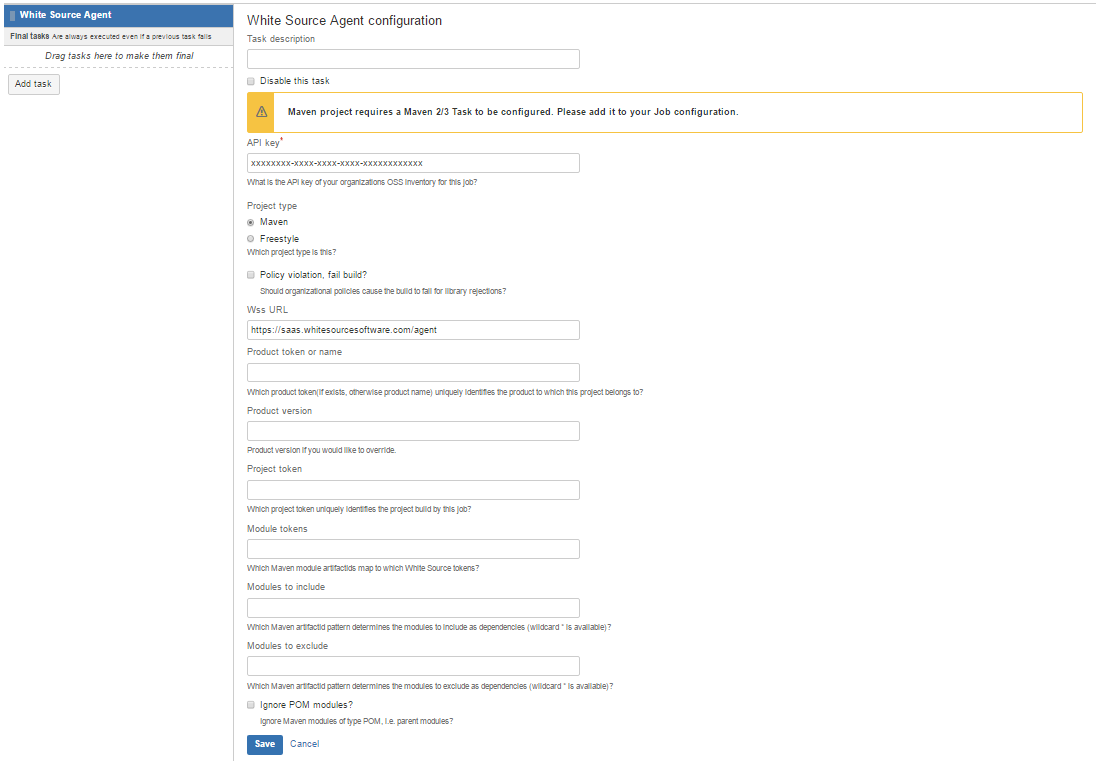 White Source Agent
Final tasks Are always executed even if a previous task fails
Drag tasks here to make them final
Add task
White Source Agent configuration
Task description
Disable this task
Maven project requires a Maven 2/3 Task to be configured. Please add it to your Job configuration.
API key*
xxxxxxxx-xxxx-xxxx-xxxx-xxxxxxxxxxxx
What is the API key of your organizations OSS Inventory for this job?
Project type
Maven
Freestyle
Which project type is this?
Policy violation, fail build?
Should organizational policies cause the build to fail for library rejections?
Wss URL
https://saas.whitesourcesoftware.com/agent
Product token or name
Which product token(if exists, otherwise product name) uniquely identifies the product to which this project belongs to?
Product version
Product version if you would like to override.
Project token
Which project token uniquely identifies the project build by this job?
Module tokens
Which Maven module artifactids map to which White Source tokens?
Modules to include
Which Maven artifactid pattern determines the modules to include as dependencies (wildcard * is available)?
Modules to exclude
Which Maven artifactid pattern determines the modules to exclude as dependencies (wildcard * is available)?
Ignore POM modules?
Ignore Maven modules of type POM, i.e. parent modules?
Save Cancel